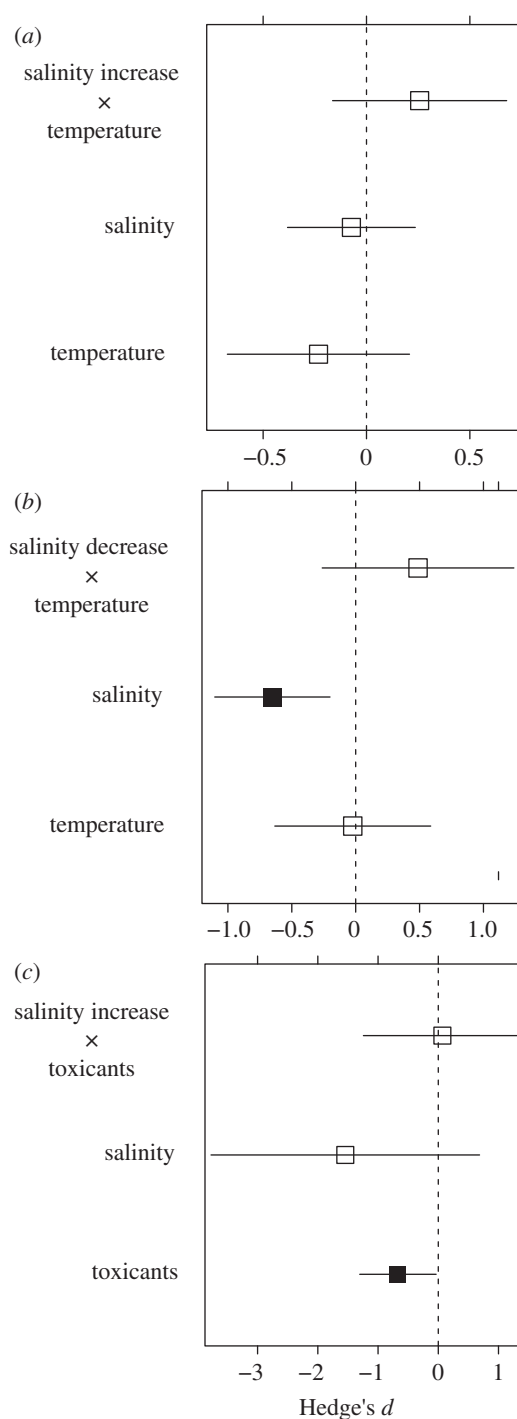 (a)
salinity increase
×
temperature
salinity
temperature
−0.5 0 0.5
(b)
salinity decrease
×
temperature
salinity
temperature
−1.0 −0.5 0 0.5 1.0
(c)
salinity increase
×
toxicants
salinity
toxicants
−3 −2 −1 0 1
Hedge's d